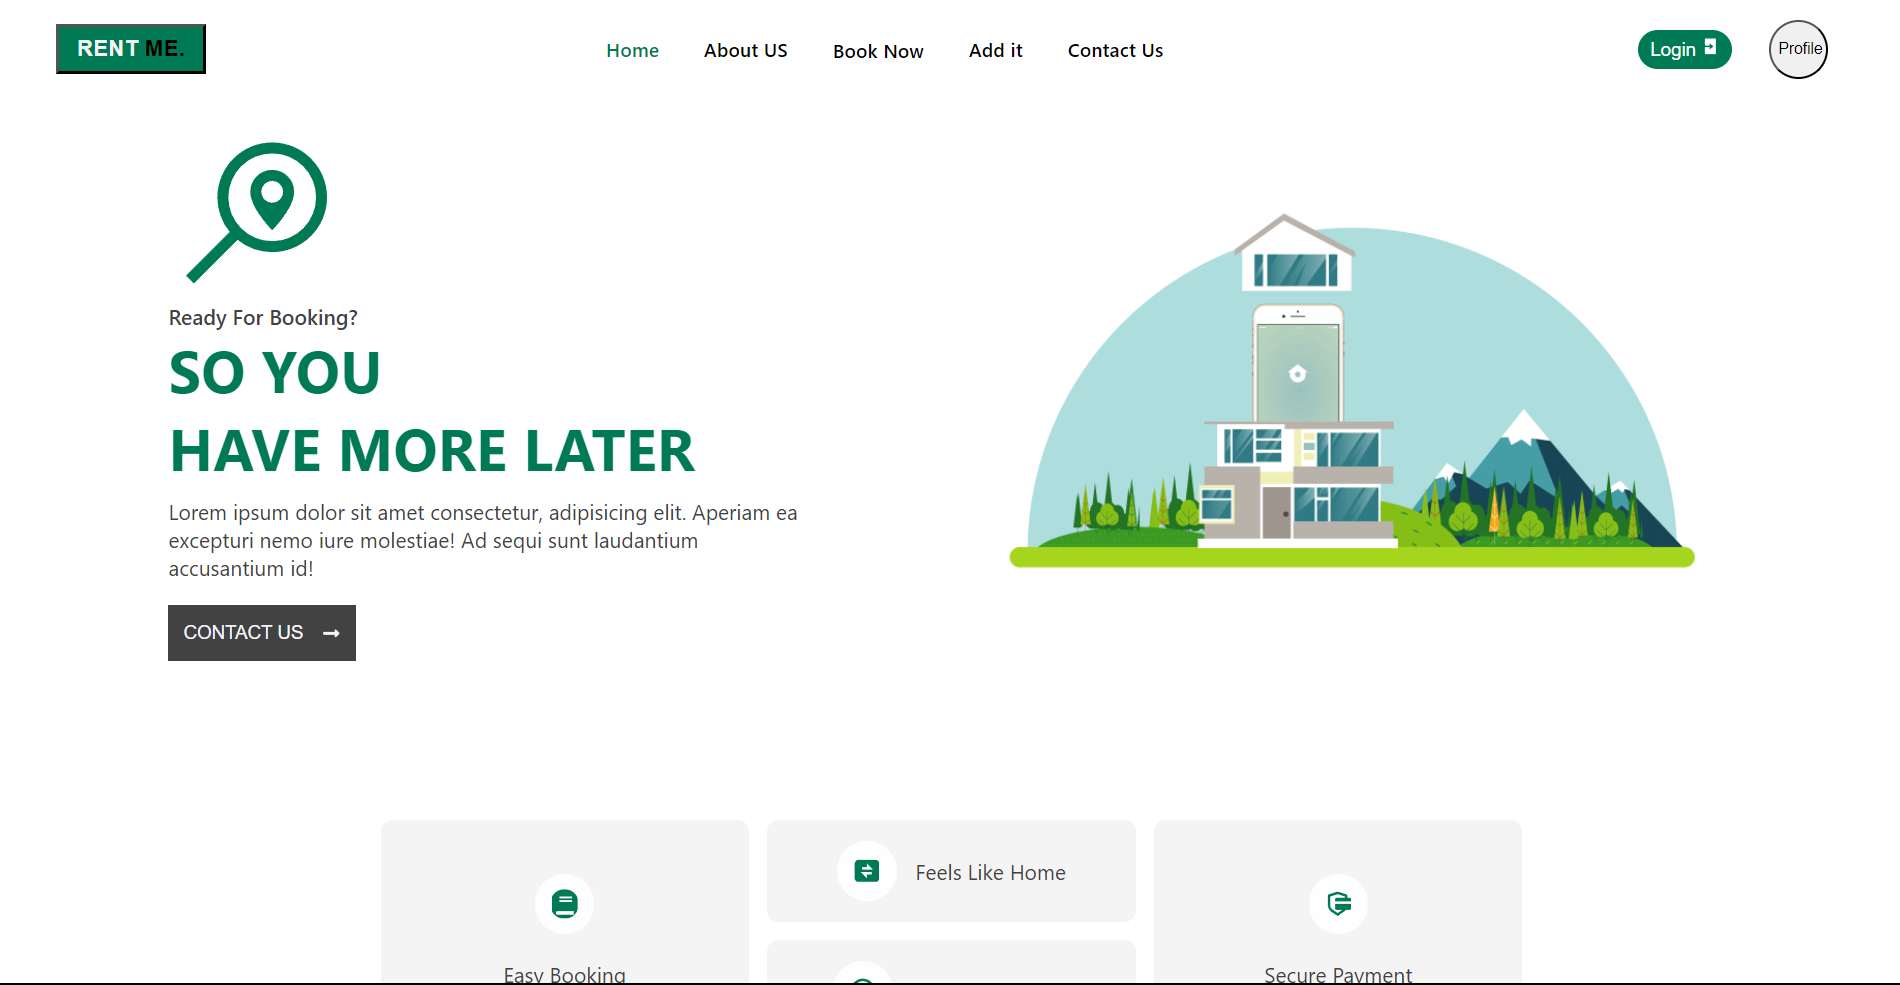 RENT ME.
Home
About US
Book Now
Add it
Contact Us
Login
Profile
Ready For Booking?
SO YOU
HAVE MORE LATER
Lorem ipsum dolor sit amet consectetur, adipisicing elit. Aperiam ea
excepturi nemo iure molestiae! Ad sequi sunt laudantium
accusantium id!
CONTACT US
Feels Like Home
Easy Booking
Secure Payment